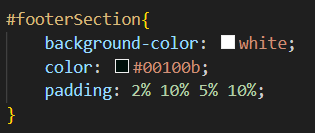 #footerSection{
    background-color: white;
    color: #00100b;
    padding: 2% 10% 5% 10%;
}